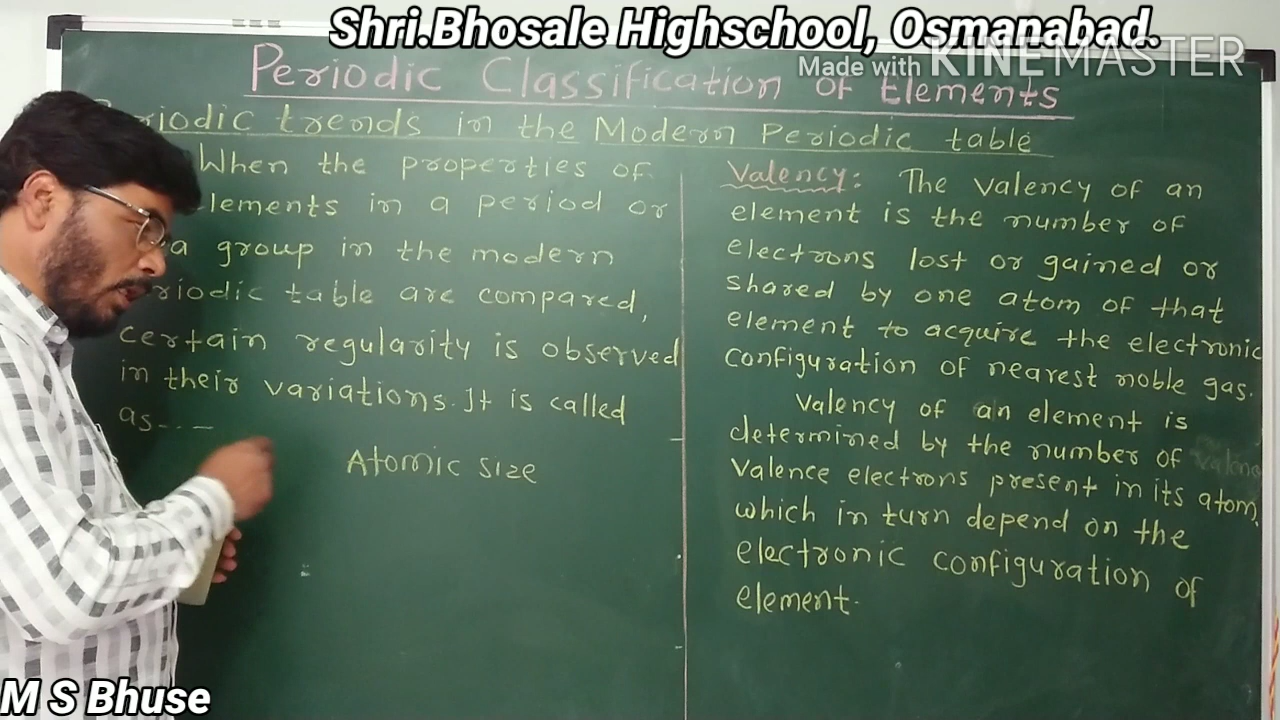 Shri.Bhosale Highschool, Osmanabad.
Made with KINEMASTER
Periodic Classification of Elements
riodic trends in the Modern Periodic table
When the properties of
lements in a period or
a group in the modern
riodic table are compared,
certain regularity is observed
in their variations. It is called
as...—
Atomic size
Valency: The valency of an
element is the number of
electrons lost or gained or
shared by one atom of that
element to acquire the electronic
configuration of nearest noble gas.
Valency of an element is
determined by the number of
valence electrons present in its atom,
which in turn depend on the
electronic configuration of
element.
M S Bhuse